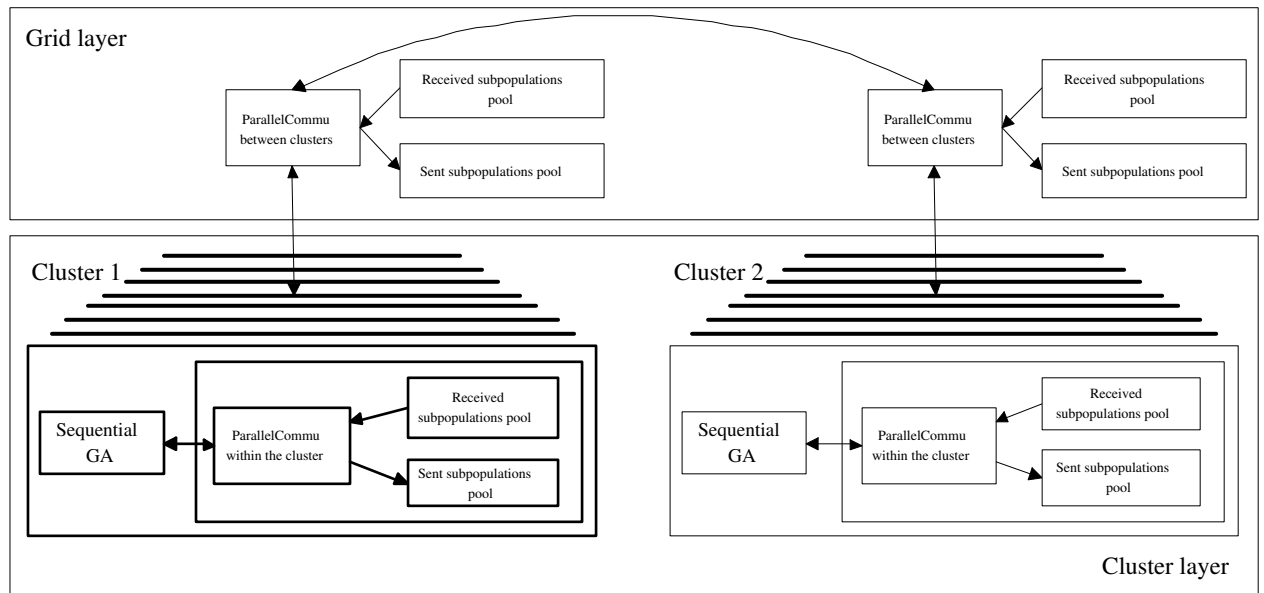 Grid layer
Received subpopulations
pool
ParallelCommu
between clusters
Sent subpopulations pool
Received subpopulations
pool
ParallelCommu
between clusters
Sent subpopulations pool
Cluster 1
Sequential
GA
ParallelCommu
within the cluster
Received
subpopulations pool
Sent subpopulations
pool
Cluster 2
Sequential
GA
ParallelCommu
within the cluster
Received
subpopulations pool
Sent subpopulations
pool
Cluster layer